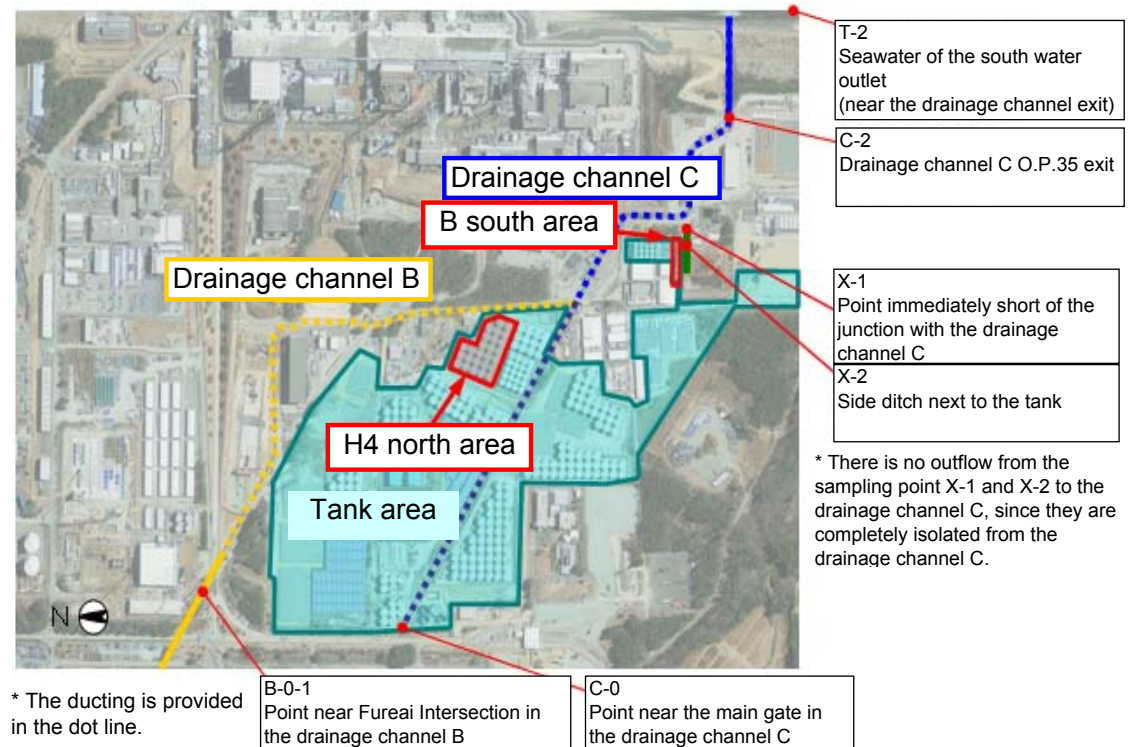 T-2
Seawater of the south water
outlet
(near the drainage channel exit)
C-2
Drainage channel C O.P.35 exit
Drainage channel C
B south area
Drainage channel B
X-1
Point immediately short of the
junction with the drainage
channel C
X-2
Side ditch next to the tank
H4 north area
Tank area
* There is no outflow from the
sampling point X-1 and X-2 to the
drainage channel C, since they are
completely isolated from the
drainage channel C.
N
* The ducting is provided
in the dot line.
B-0-1
Point near Fureai Intersection in
the drainage channel B
C-0
Point near the main gate in
the drainage channel C